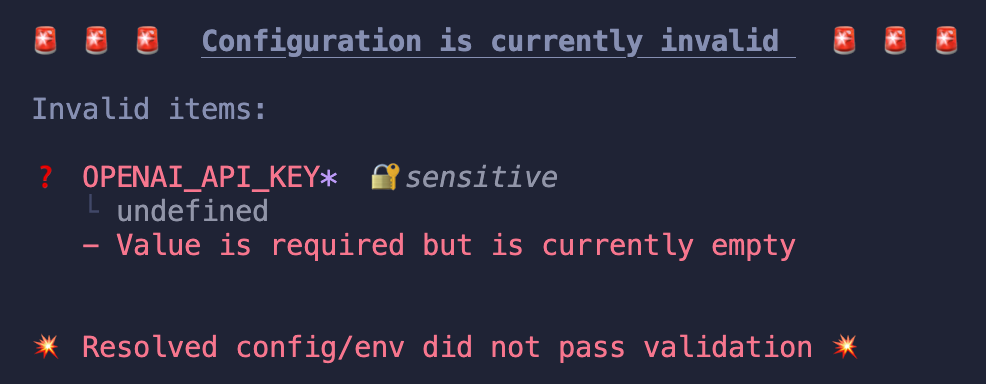 🚨 🚨 🚨 Configuration is currently invalid 🚨 🚨 🚨
Invalid items:
? OPENAI_API_KEY* 🔐sensitive
└ undefined
- Value is required but is currently empty
💥 Resolved config/env did not pass validation 💥